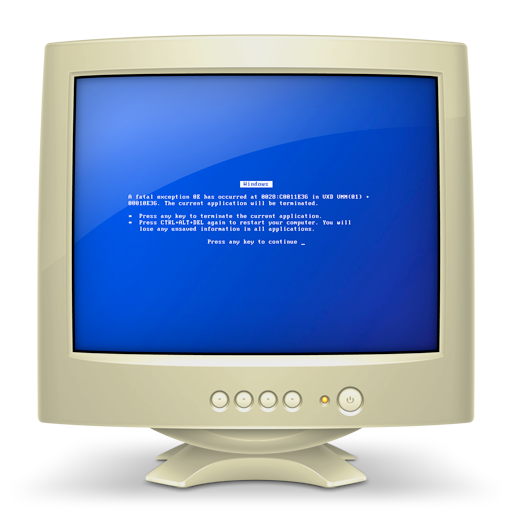 Windows
A fatal exception 0E has occurred at 0028:C0011E36 in UXD VMM(01) +
00010E36. The current application will be terminated.
* Press any key to terminate the current application.
* Press CTRL+ALT+DEL again to restart your computer. You will
lose any unsaved information in all applications.
Press any key to continue _